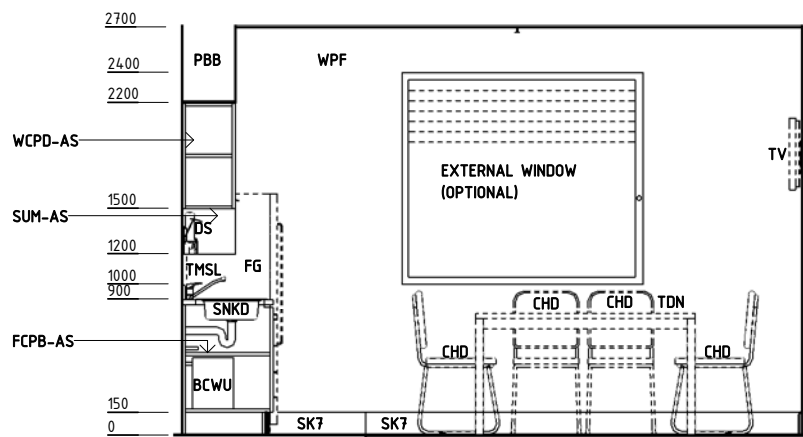 2700
PBB
WPF
2400
2200
WCPD-AS
TV
EXTERNAL WINDOW
(OPTIONAL)
1500
SUM-AS
DS
1200
TMSL
FG
1000
900
SNKD
CHD
CHD
TDN
FCPB-AS
CHD
CHD
BCWU
150
SK7
SK7
0